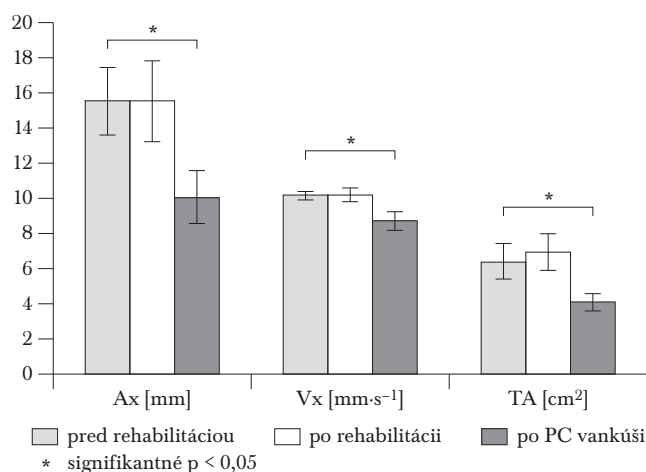 20
18
16
14
12
10
8
6
4
2
0
*
*
*
Ax [mm]
Vx [mm·s⁻¹]
TA [cm²]
pred rehabilitáciou
po rehabilitácii
po PC vankúši
* signifikantné p < 0,05